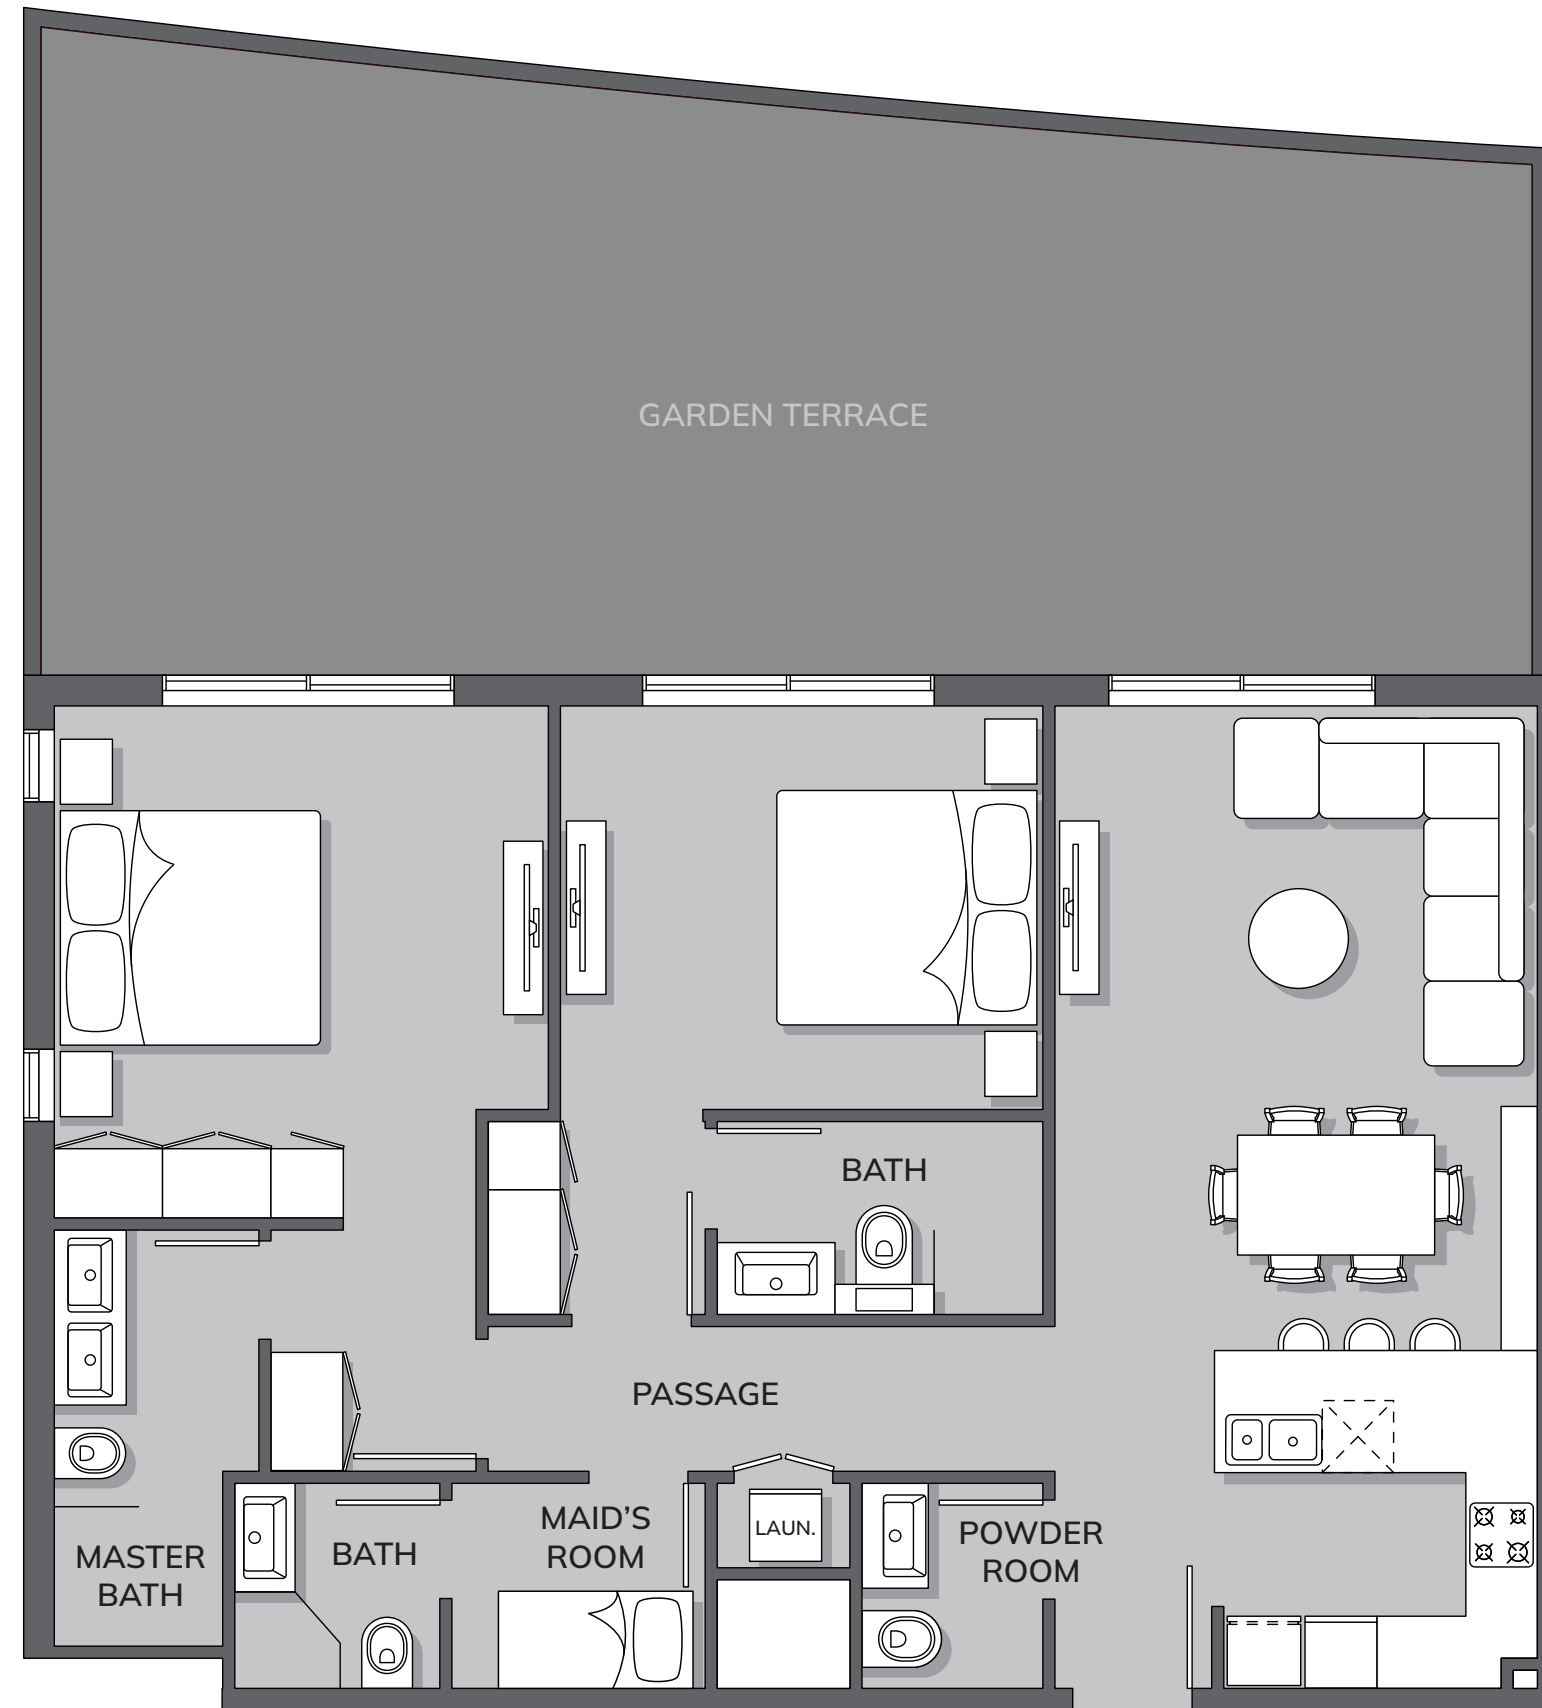 GARDEN TERRACE
BATH
PASSAGE
MASTER
BATH
BATH
MAID'S
ROOM
LAUN.
POWDER
ROOM